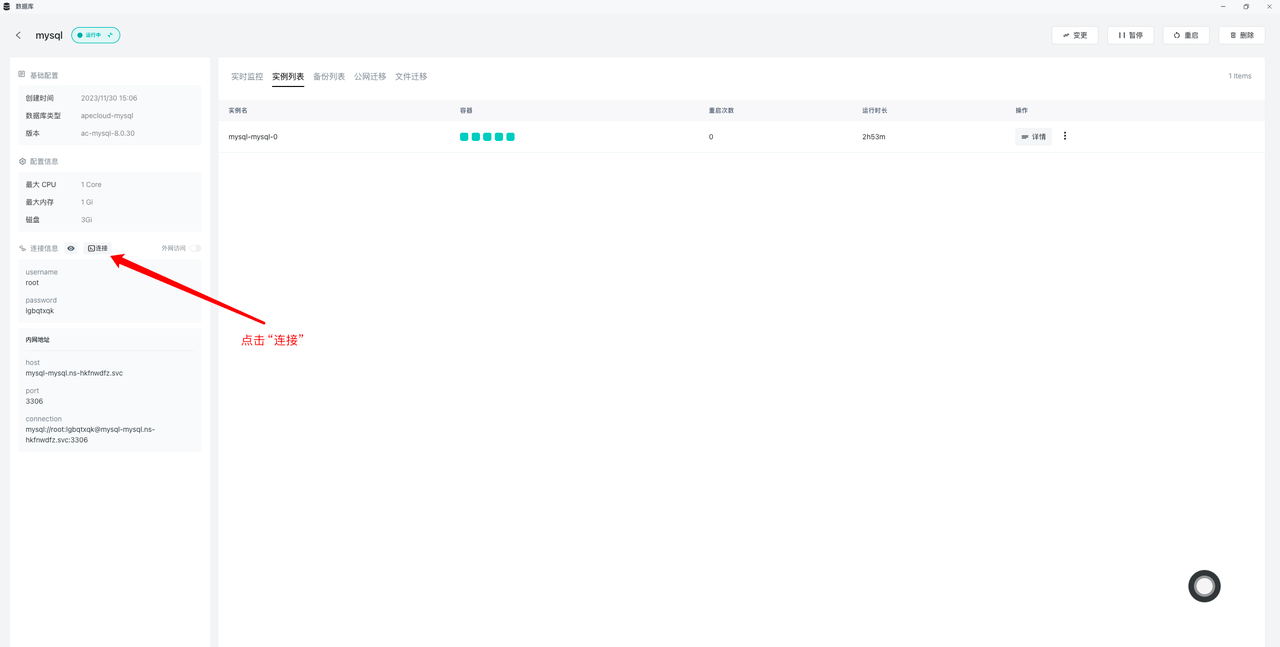 数据库
mysql
运行中
变更
暂停
重启
删除
基础配置
创建时间 2023/11/30 15:06
数据库类型 apecloud-mysql
版本 ac-mysql-8.0.30
配置信息
最大 CPU 1 Core
最大内存 1 Gi
磁盘 3Gi
连接信息 连接 外网访问
username
root
password
lgbqtxqk
内网地址
host
mysql-mysql.ns-hkfnwdfz.svc
port
3306
connection
mysql://root:lgbqtxqk@mysql-mysql.ns-
hkfnwdfz.svc:3306
实时监控 实例列表 备份列表 公网迁移 文件迁移 1 Items
实例名 容器 重启次数 运行时长 操作
mysql-mysql-0 0 2h53m 详情
点击“连接”